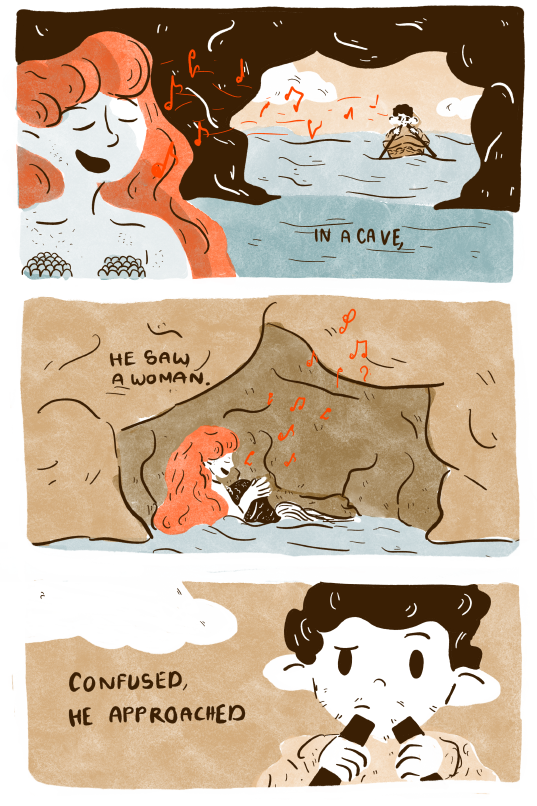 IN A CAVE,
HE SAW
A WOMAN.
CONFUSED,
HE APPROACHED